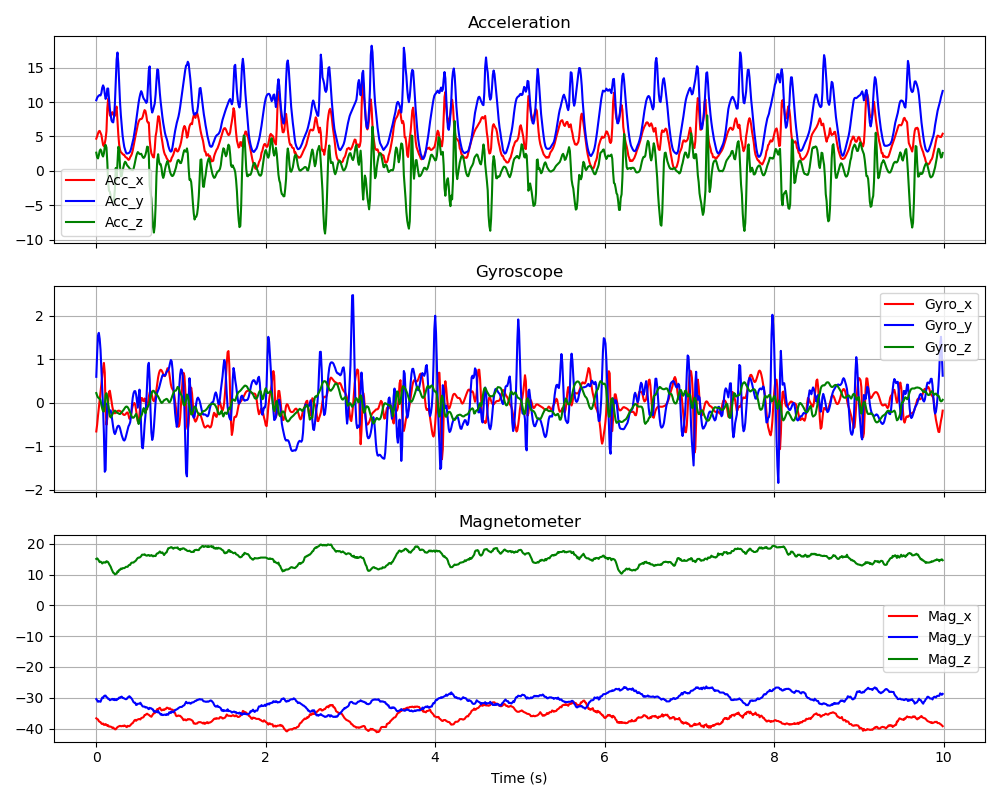 Acceleration
15
10
5
0
−5
−10
Acc_x
Acc_y
Acc_z
Gyroscope
2
1
0
−1
−2
Gyro_x
Gyro_y
Gyro_z
Magnetometer
20
10
0
−10
−20
−30
−40
Mag_x
Mag_y
Mag_z
0 2 4 6 8 10
Time (s)